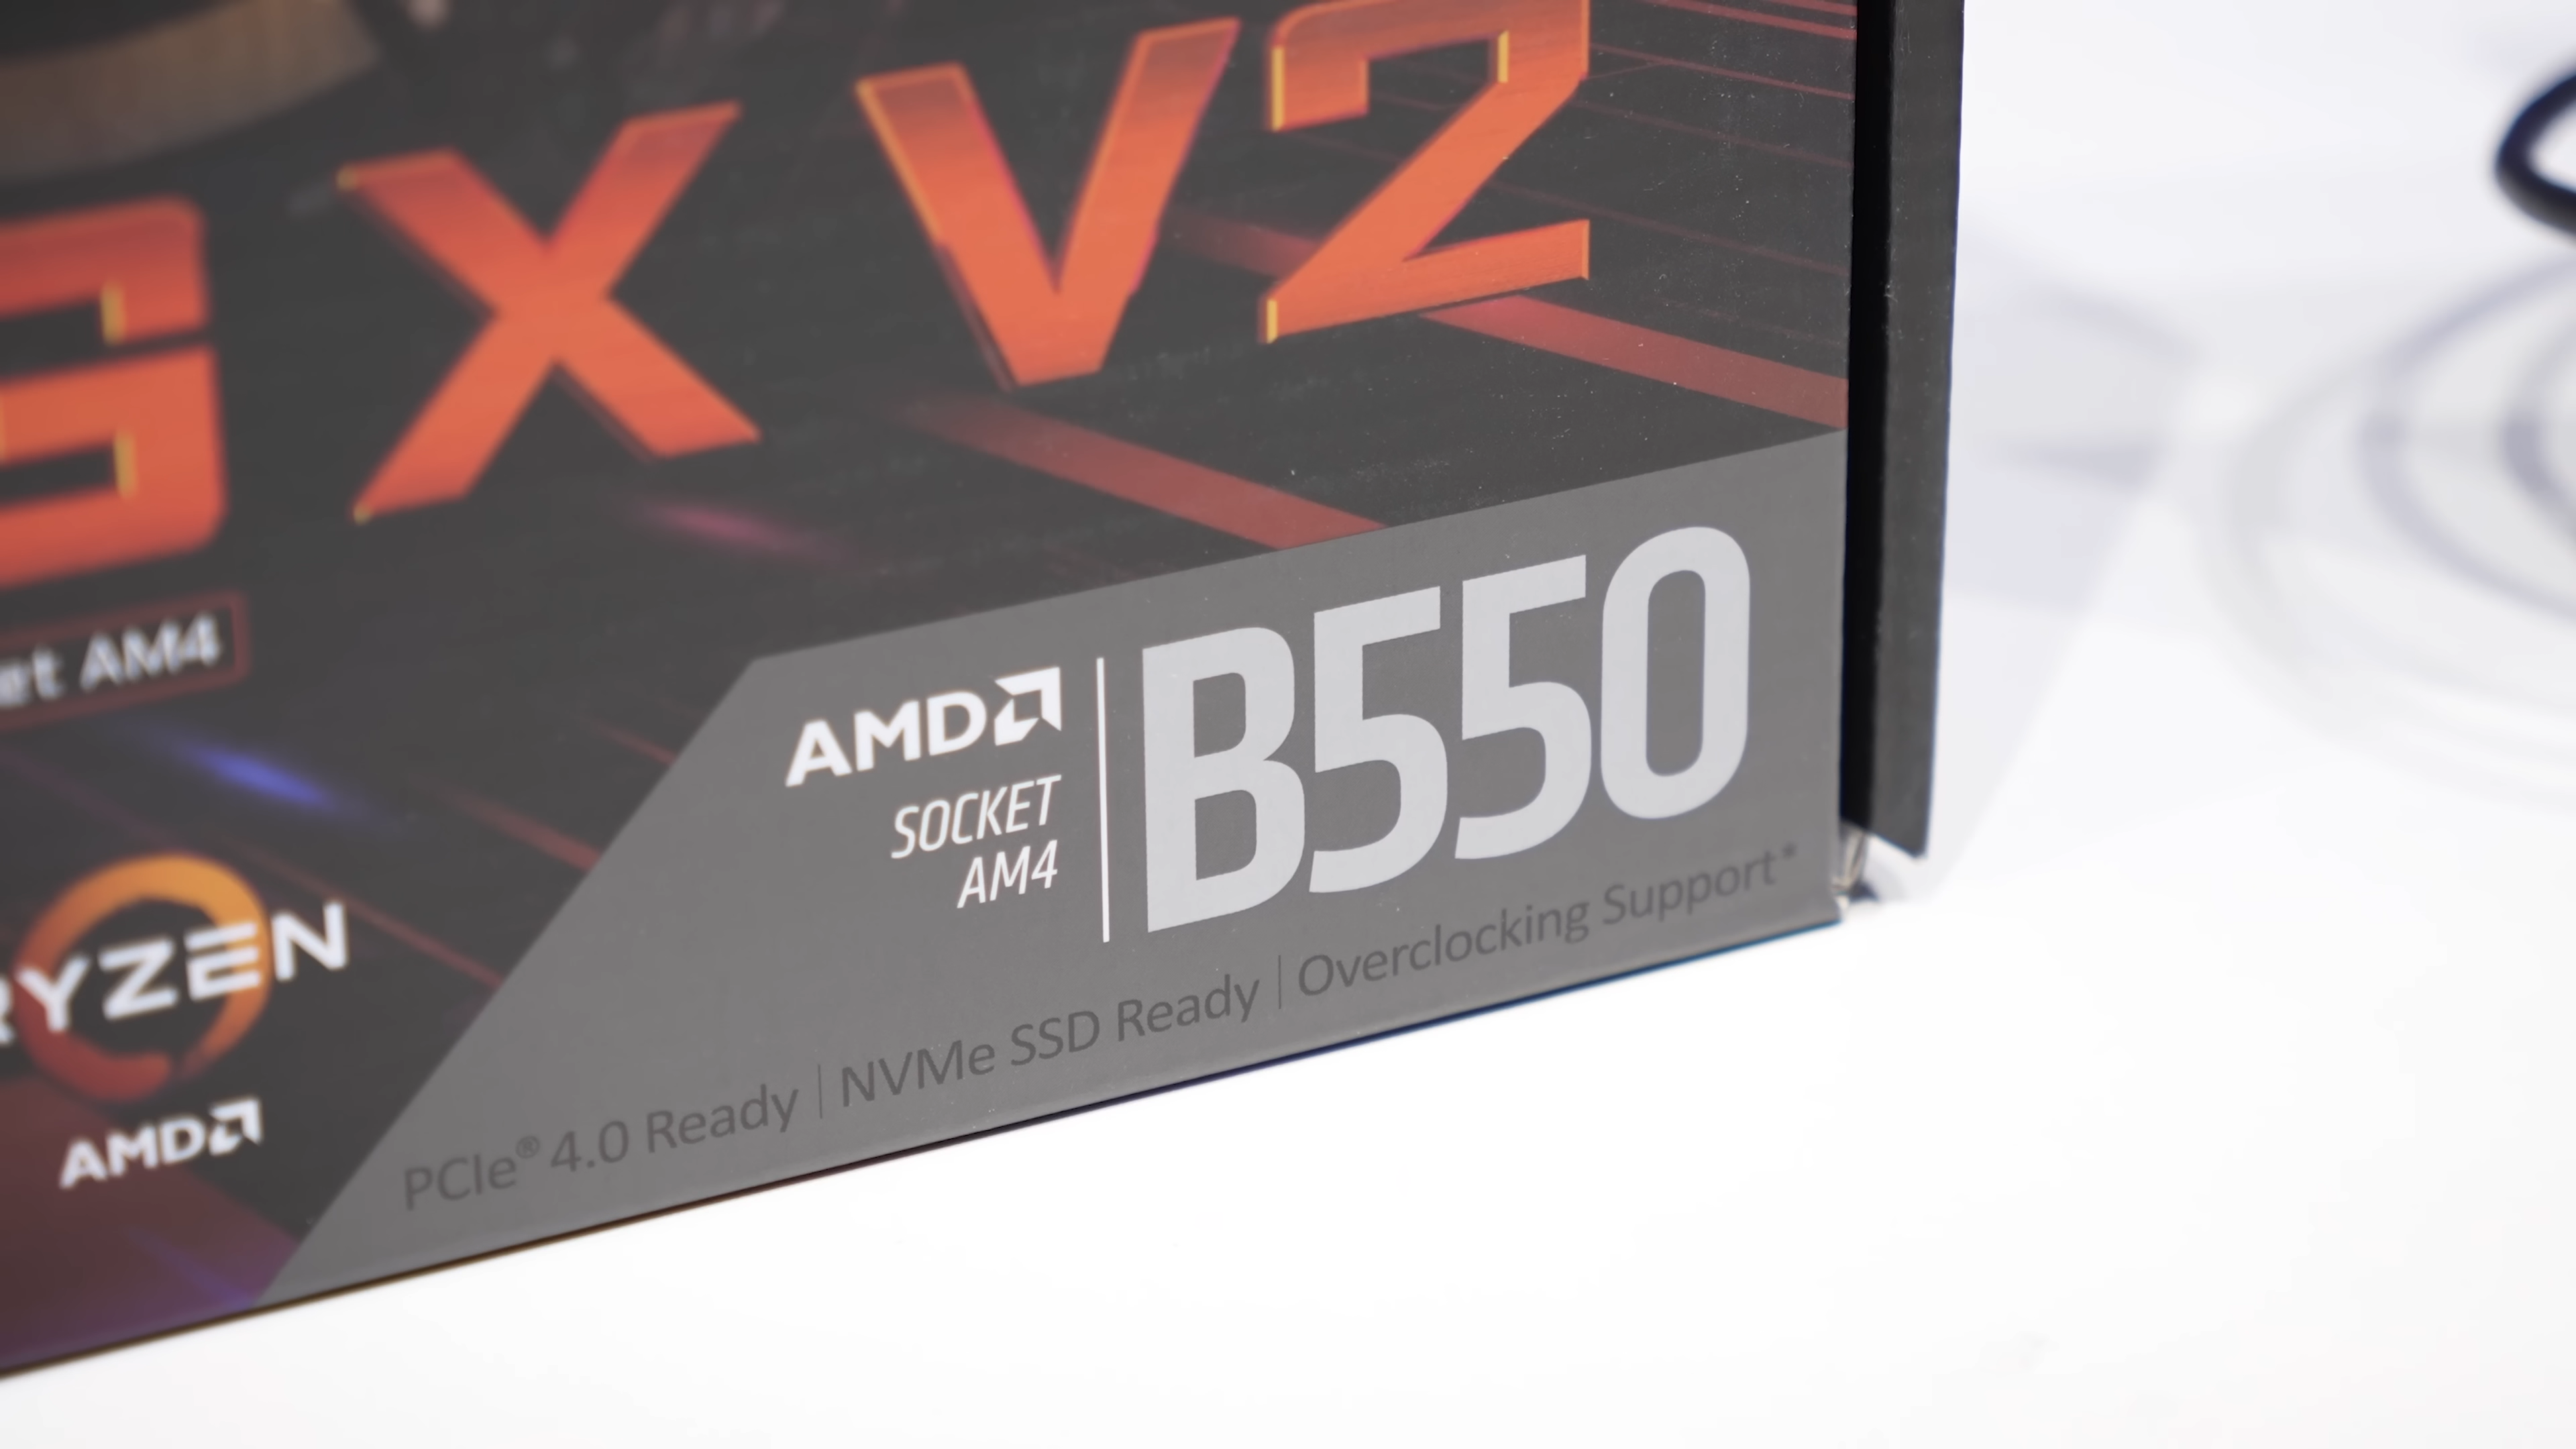 X V2
AM4
AMD
SOCKET
AM4
B550
RYZEN
AMD
PCIe® 4.0 Ready | NVMe SSD Ready | Overclocking Support*